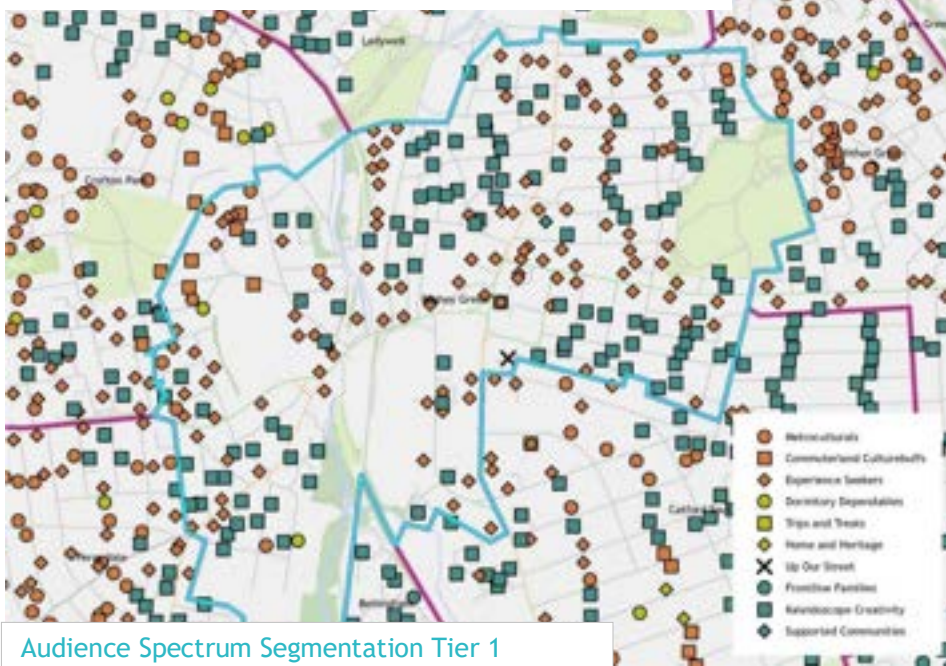 Ladywell
Crofton Park
Metroculturals
Commuterland Culturebuffs
Experience Seekers
Dormitory Dependables
Trips and Treats
Home and Heritage
Up Our Street
Frontline Families
Kaleidoscope Creativity
Supported Communities
Audience Spectrum Segmentation Tier 1